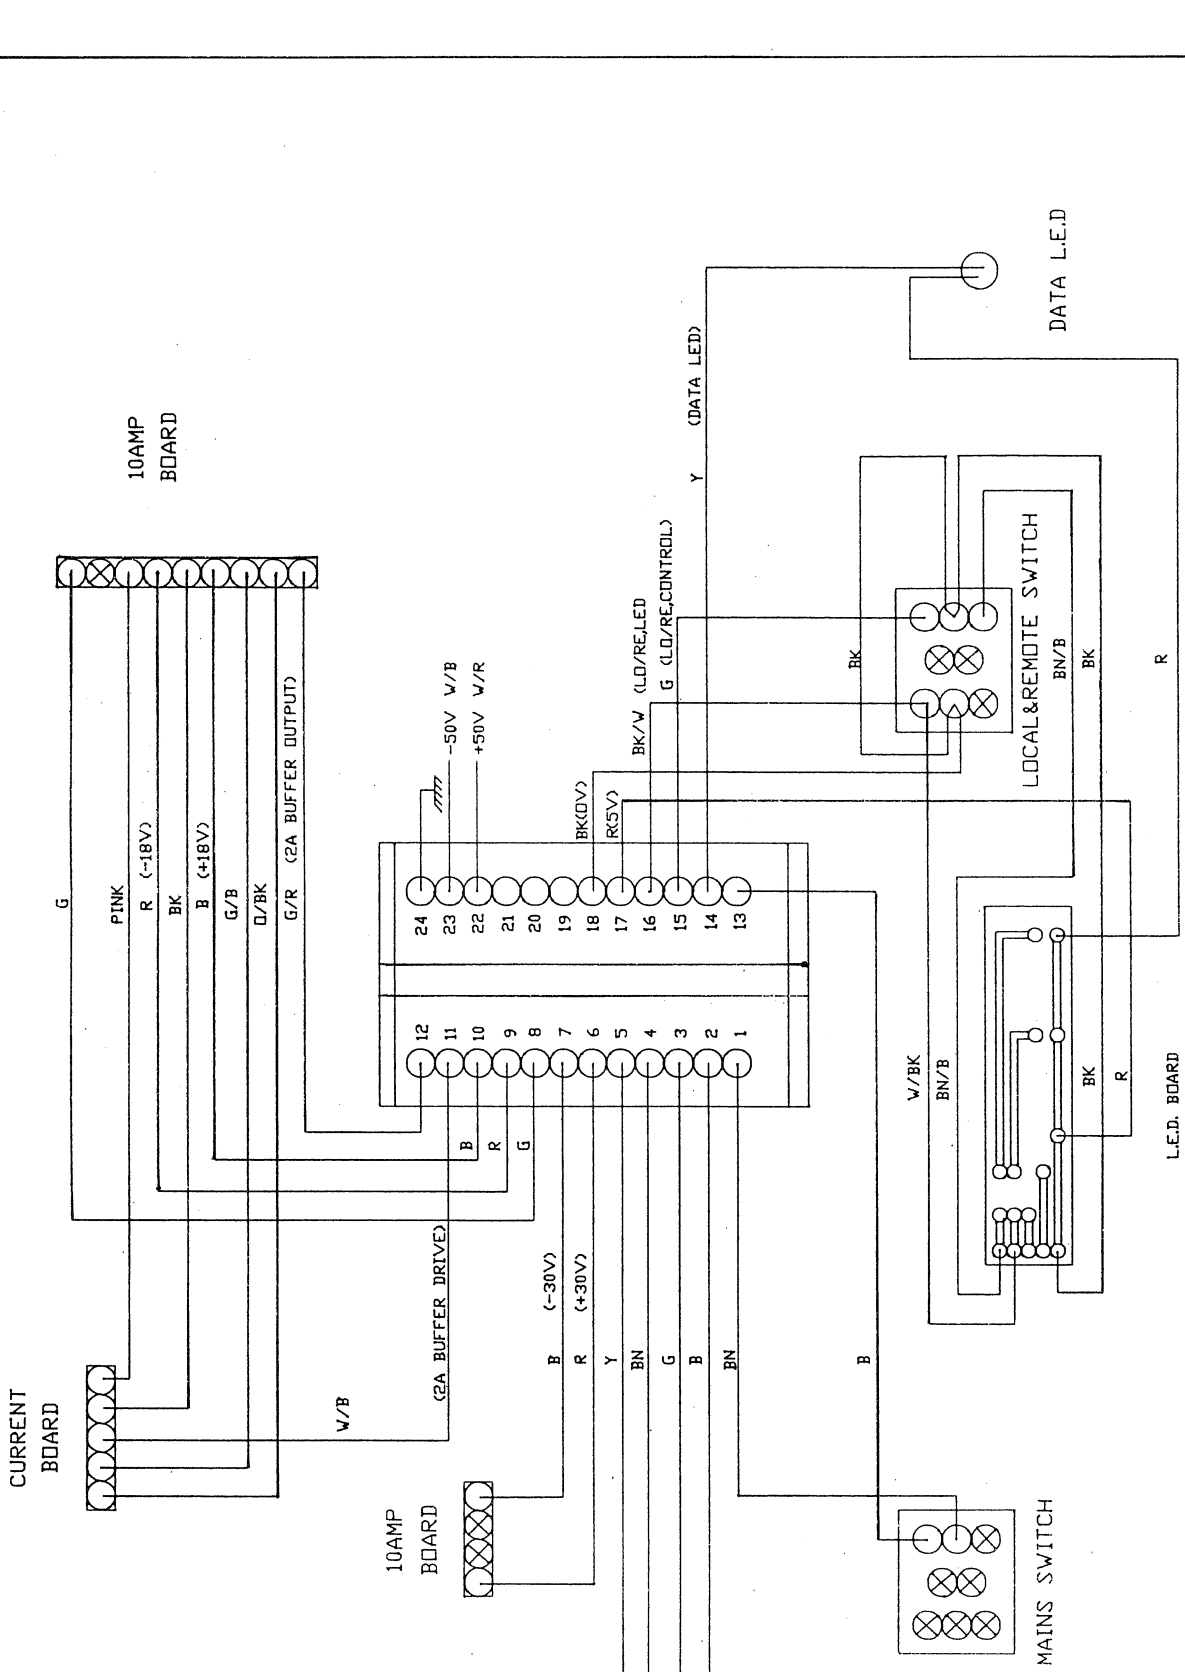 10AMP
BOARD
G
PINK
R (-18V)
BK
B (+18V)
G/B
O/BK
G/R (2A BUFFER OUTPUT)
CURRENT
BOARD
W/B
(2A BUFFER DRIVE)
10AMP
BOARD
-50V W/B
+50V W/R
BK(0V)
R(5V)
BK/W (LO/RE,LED
G (LO/RE,CONTROL)
Y (DATA LED)
DATA L.E.D
24
23
22
21
20
19
18
17
16
15
14
13
12
11
10
9
8
7
6
5
4
3
2
1
B
R
G
B (-30V)
R (+30V)
Y
BN
G
B
BN
B
BK
LOCAL&REMOTE SWITCH
BN/B
BK
R
W/BK
BN/B
BK
R
L.E.D. BOARD
MAINS SWITCH